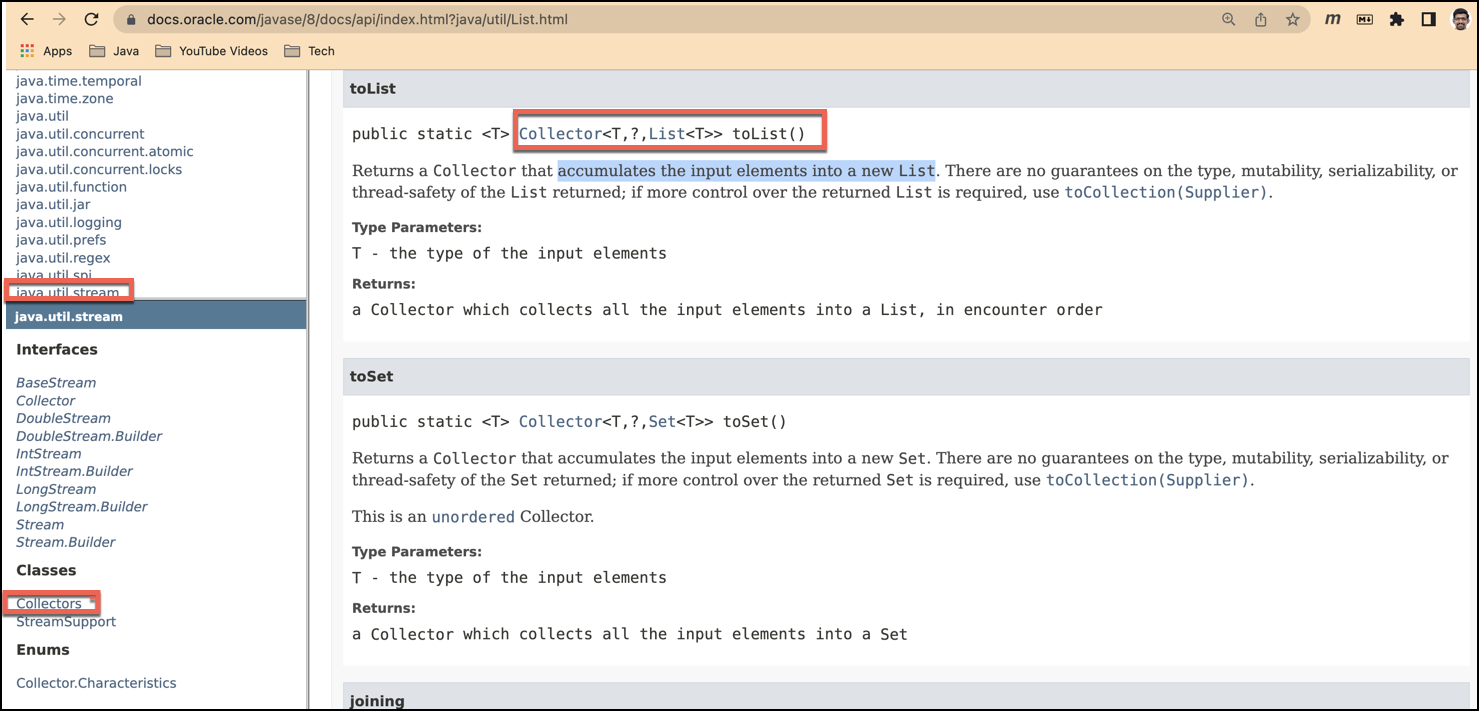 docs.oracle.com/javase/8/docs/api/index.html?java/util/List.html
m
M
Apps Java YouTube Videos Tech
java.time.temporal
java.time.zone
java.util
java.util.concurrent
java.util.concurrent.atomic
java.util.concurrent.locks
java.util.function
java.util.jar
java.util.logging
java.util.prefs
java.util.regex
java.util.spi
java.util.stream
java.util.stream
Interfaces
BaseStream
Collector
DoubleStream
DoubleStream.Builder
IntStream
IntStream.Builder
LongStream
LongStream.Builder
Stream
Stream.Builder
Classes
Collectors
StreamSupport
Enums
Collector.Characteristics
toList
public static <T> Collector<T,?,List<T>> toList()
Returns a Collector that accumulates the input elements into a new List. There are no guarantees on the type, mutability, serializability, or
thread-safety of the List returned; if more control over the returned List is required, use toCollection(Supplier).
Type Parameters:
T - the type of the input elements
Returns:
a Collector which collects all the input elements into a List, in encounter order
toSet
public static <T> Collector<T,?,Set<T>> toSet()
Returns a Collector that accumulates the input elements into a new Set. There are no guarantees on the type, mutability, serializability, or
thread-safety of the Set returned; if more control over the returned Set is required, use toCollection(Supplier).
This is an unordered Collector.
Type Parameters:
T - the type of the input elements
Returns:
a Collector which collects all the input elements into a Set
joining